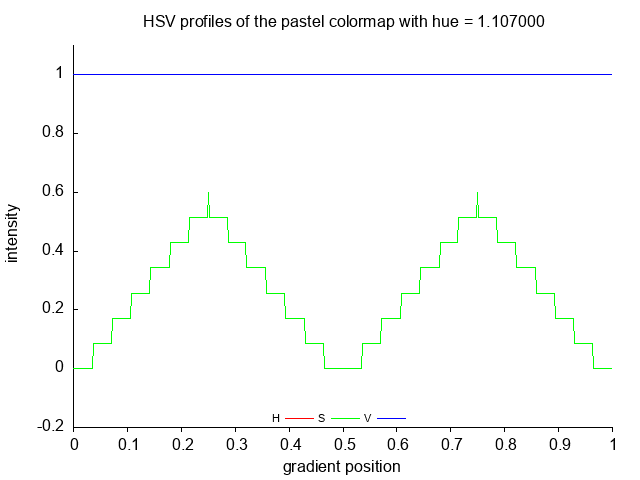 HSV profiles of the pastel colormap with hue = 1.107000
1
0.8
0.6
0.4
0.2
0
-0.2
intensity
H S V
0 0.1 0.2 0.3 0.4 0.5 0.6 0.7 0.8 0.9 1
gradient position